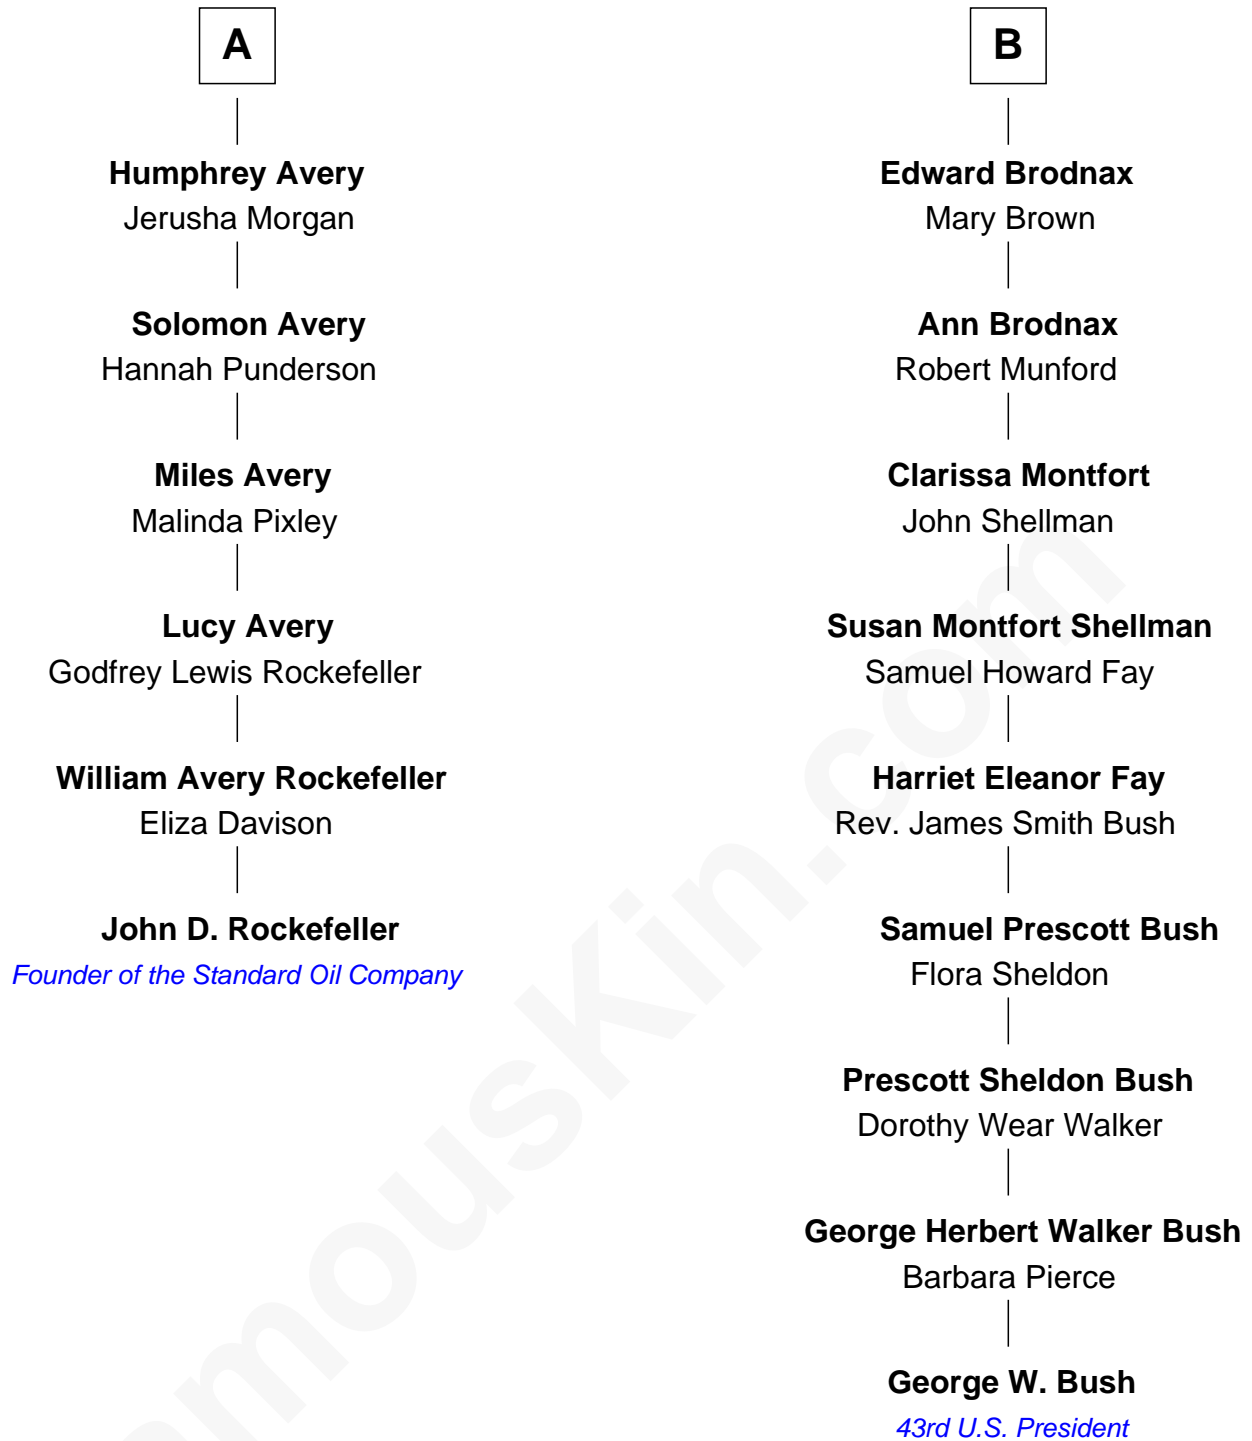 A
Humphrey Avery
Jerusha Morgan
Solomon Avery
Hannah Punderson
Miles Avery
Malinda Pixley
Lucy Avery
Godfrey Lewis Rockefeller
William Avery Rockefeller
Eliza Davison
John D. Rockefeller
Founder of the Standard Oil Company
B
Edward Brodnax
Mary Brown
Ann Brodnax
Robert Munford
Clarissa Montfort
John Shellman
Susan Montfort Shellman
Samuel Howard Fay
Harriet Eleanor Fay
Rev. James Smith Bush
Samuel Prescott Bush
Flora Sheldon
Prescott Sheldon Bush
Dorothy Wear Walker
George Herbert Walker Bush
Barbara Pierce
George W. Bush
43rd U.S. President
amouskin.com